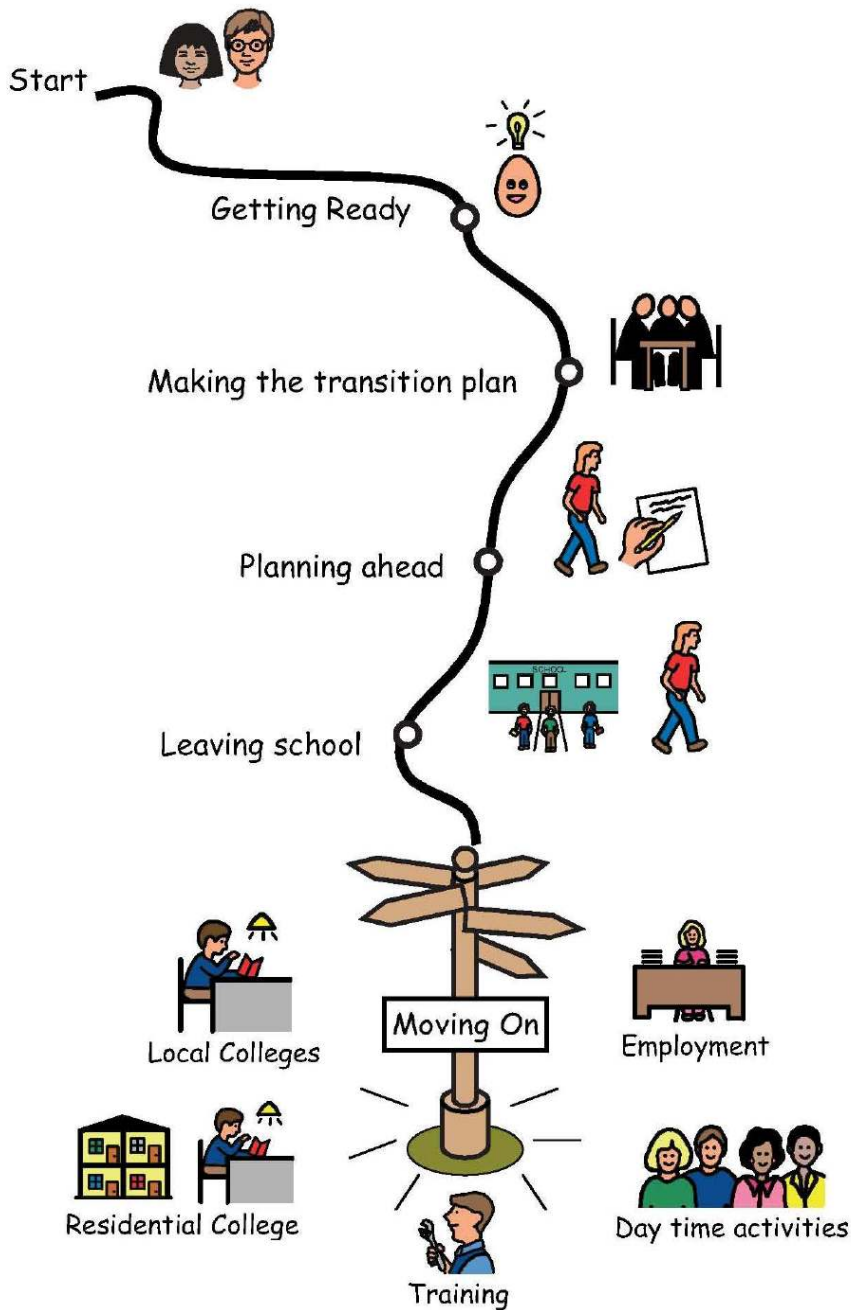 Start
Getting Ready
Making the transition plan
Planning ahead
SCHOOL
Leaving school
Moving On
Local Colleges
Employment
Residential College
Day time activities
Training